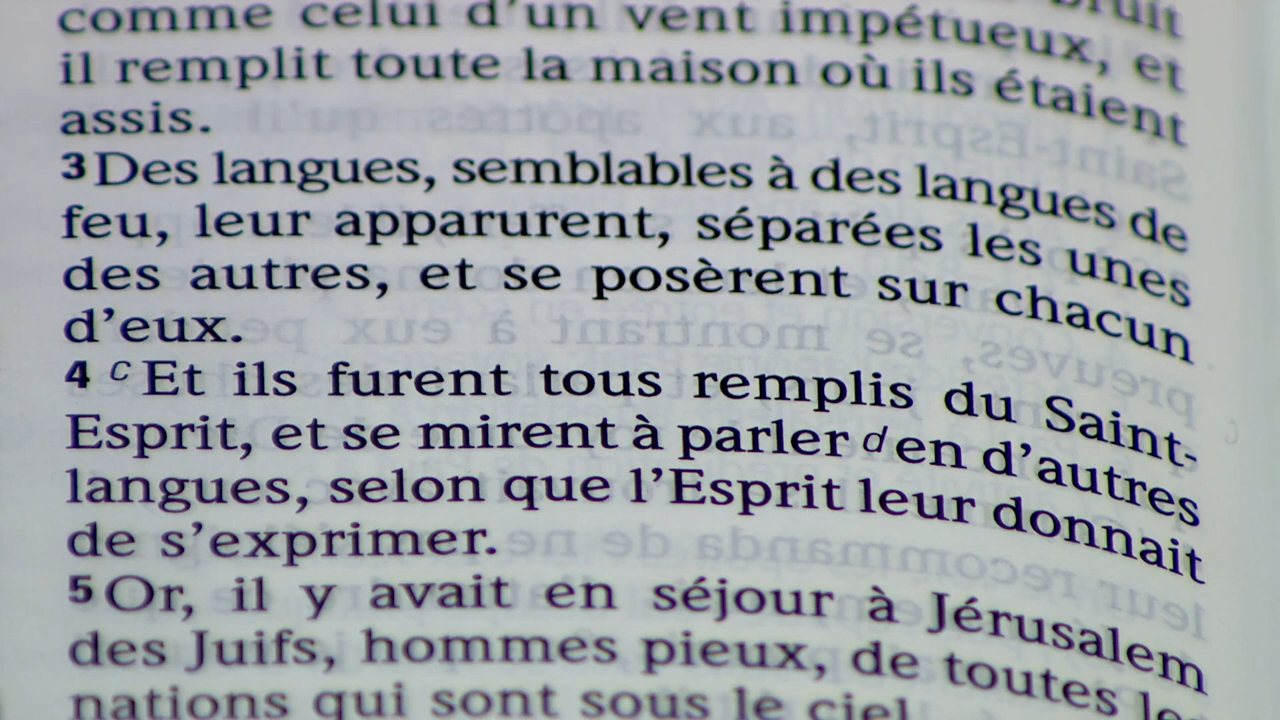 bruit
comme celui d'un vent impétueux, et
il remplit toute la maison où ils étaient
assis.
3 Des langues, semblables à des langues de
feu, leur apparurent, séparées les unes
des autres, et se posèrent sur chacun
d'eux.
4 c Et ils furent tous remplis du Saint-
Esprit, et se mirent à parler d en d'autres
langues, selon que l'Esprit leur donnait
de s'exprimer.
5 Or, il y avait en séjour à Jérusalem
des Juifs, hommes pieux, de toutes les
nations qui sont sous le ciel